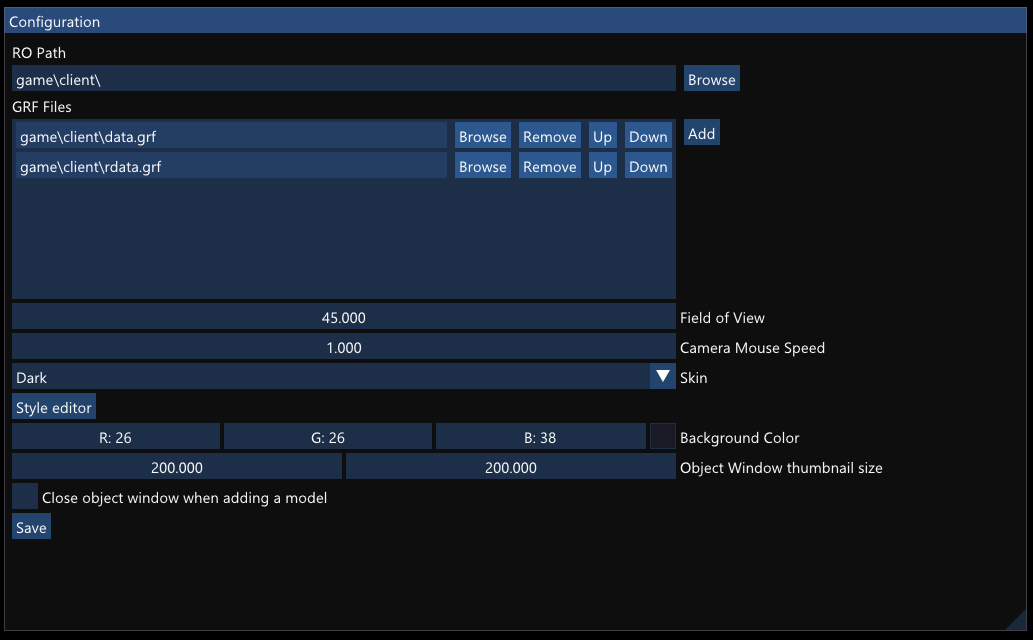 Configuration
RO Path
game\client\ Browse
GRF Files
game\client\data.grf Browse Remove Up Down Add
game\client\rdata.grf Browse Remove Up Down
45.000 Field of View
1.000 Camera Mouse Speed
Dark Skin
Style editor
R: 26 G: 26 B: 38 Background Color
200.000 200.000 Object Window thumbnail size
Close object window when adding a model
Save